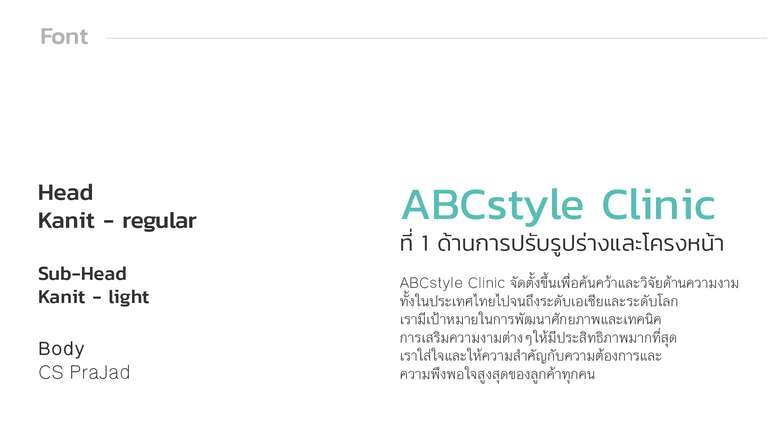 Font
Head
Kanit - regular
Sub-Head
Kanit - light
Body
CS PraJad
ABCstyle Clinic
ที่ 1 ด้านการปรับรูปร่างและโครงหน้า
ABCstyle Clinic จัดตั้งขึ้นเพื่อค้นคว้าและวิจัยด้านความงาม
ทั้งในประเทศไทยไปจนถึงระดับเอเชียและระดับโลก
เรามีเป้าหมายในการพัฒนาศักยภาพและเทคนิค
การเสริมความงามต่างๆให้มีประสิทธิภาพมากที่สุด
เราใส่ใจและให้ความสำคัญกับความต้องการและ
ความพึงพอใจสูงสุดของลูกค้าทุกคน